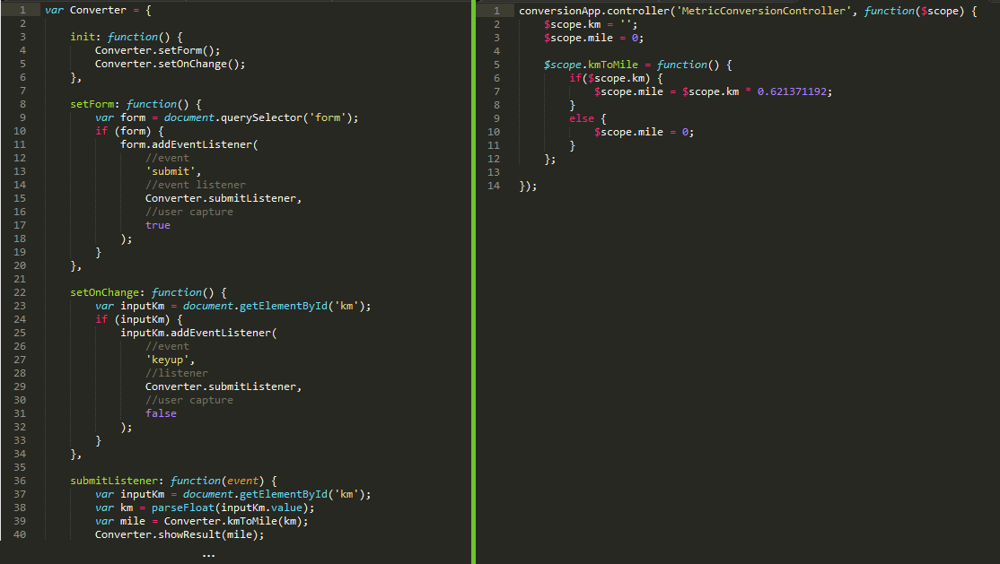 1 var Converter = {
2
3 init: function() {
4 Converter.setForm();
5 Converter.setOnChange();
6 },
7
8 setForm: function() {
9 var form = document.querySelector('form');
10 if (form) {
11 form.addEventListener(
12 //event
13 'submit',
14 //event listener
15 Converter.submitListener,
16 //user capture
17 true
18 );
19 }
20 },
21
22 setOnChange: function() {
23 var inputKm = document.getElementById('km');
24 if (inputKm) {
25 inputKm.addEventListener(
26 //event
27 'keyup',
28 //listener
29 Converter.submitListener,
30 //user capture
31 false
32 );
33 }
34 },
35
36 submitListener: function(event) {
37 var inputKm = document.getElementById('km');
38 var km = parseFloat(inputKm.value);
39 var mile = Converter.kmToMile(km);
40 Converter.showResult(mile);
...
1 conversionApp.controller('MetricConversionController', function($scope) {
2 $scope.km = '';
3 $scope.mile = 0;
4
5 $scope.kmToMile = function() {
6 if($scope.km) {
7 $scope.mile = $scope.km * 0.621371192;
8 }
9 else {
10 $scope.mile = 0;
11 }
12 };
13
14 });